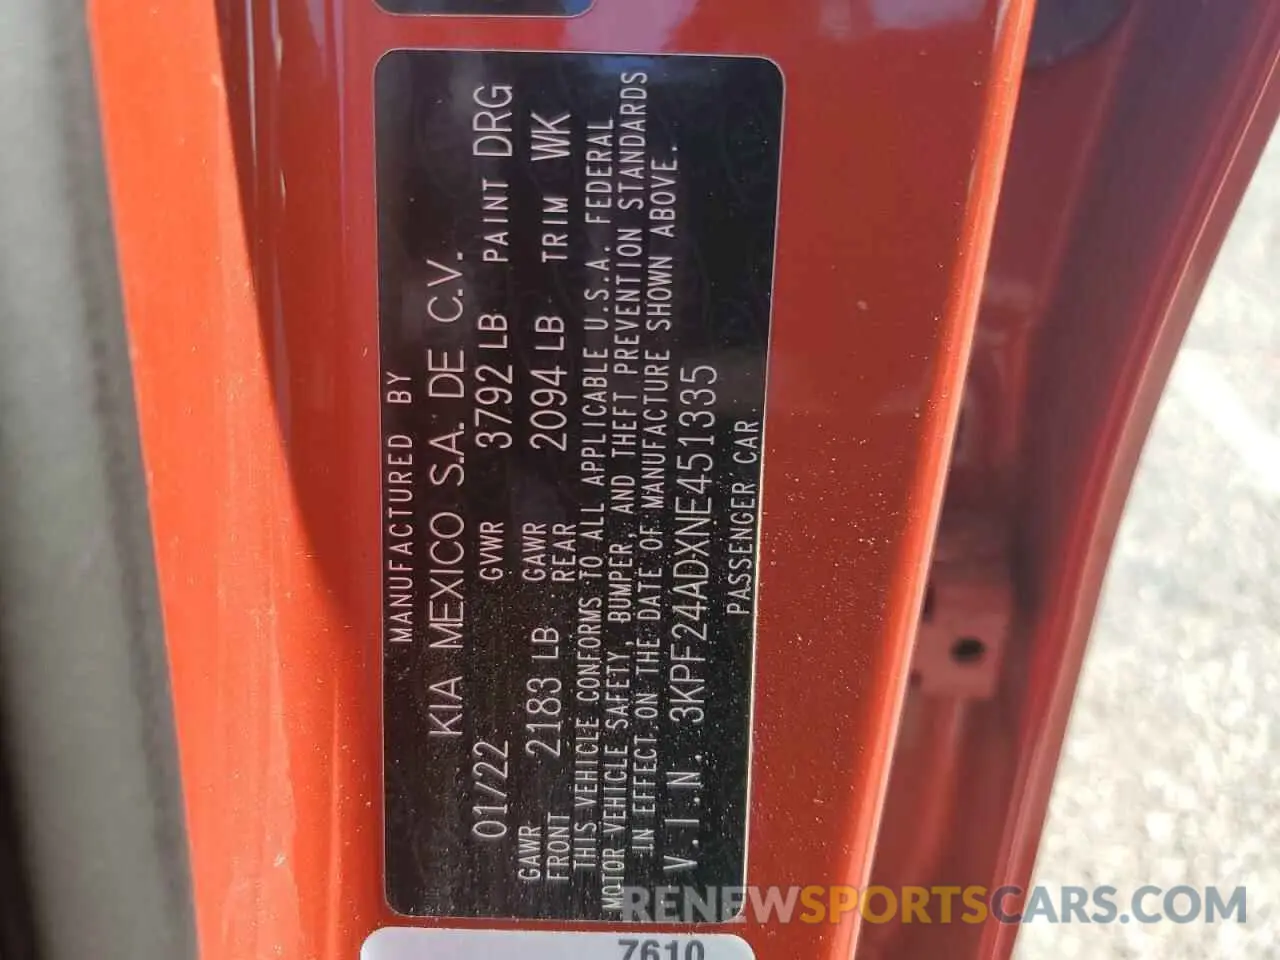 MANUFACTURED BY
KIA MEXICO S.A. DE C.V.
01/22 GVWR 3792 LB PAINT DRG
GAWR FRONT 2183 LB GAWR REAR 2094 LB TRIM WK
THIS VEHICLE CONFORMS TO ALL APPLICABLE U.S.A. FEDERAL
MOTOR VEHICLE SAFETY, BUMPER, AND THEFT PREVENTION STANDARDS
IN EFFECT ON THE DATE OF MANUFACTURE SHOWN ABOVE.
V.I.N. 3KPF24ADXNE451335
PASSENGER CAR
7610
RENEWSPORTSCARS.COM